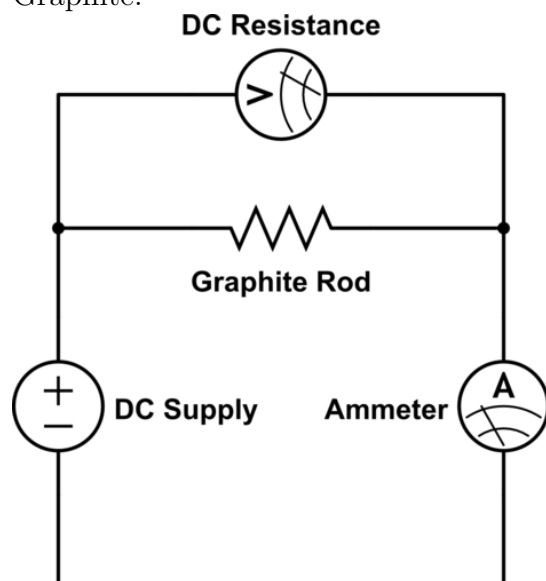 Graphite.
DC Resistance
V
Graphite Rod
+
−
DC Supply
Ammeter
A